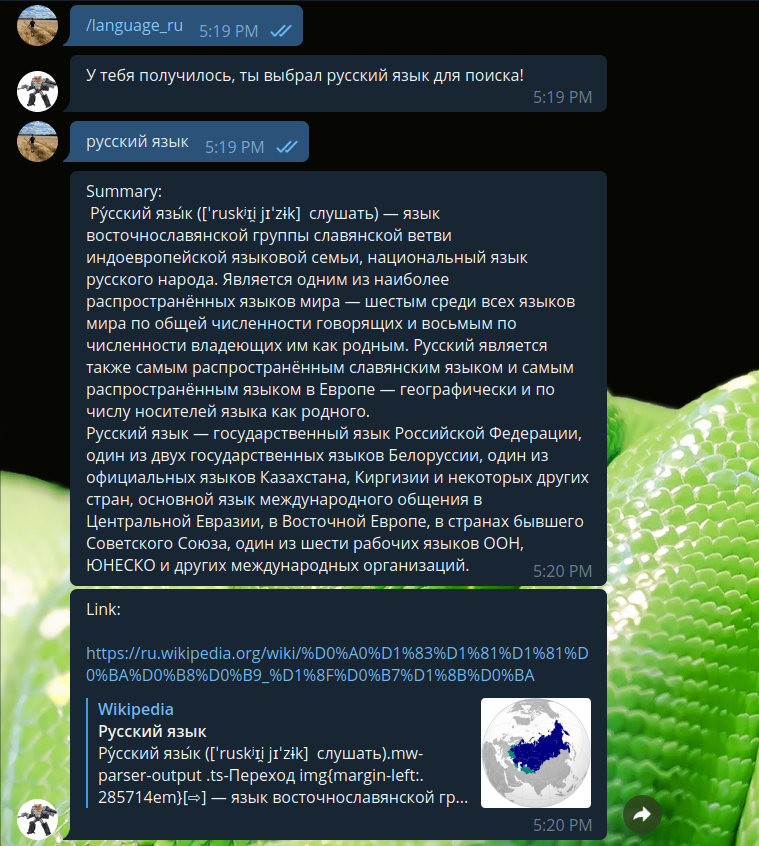 /language_ru 5:19 PM
У тебя получилось, ты выбрал русский язык для поиска!
5:19 PM
русский язык 5:19 PM
Summary:
Ру́сский язы́к ([ˈruskʲɪi̯ jɪˈzɨk] слушать) — язык
восточнославянской группы славянской ветви
индоевропейской языковой семьи, национальный язык
русского народа. Является одним из наиболее
распространённых языков мира — шестым среди всех языков
мира по общей численности говорящих и восьмым по
численности владеющих им как родным. Русский является
также самым распространённым славянским языком и самым
распространённым языком в Европе — географически и по
числу носителей языка как родного.
Русский язык — государственный язык Российской Федерации,
один из двух государственных языков Белоруссии, один из
официальных языков Казахстана, Киргизии и некоторых других
стран, основной язык международного общения в
Центральной Евразии, в Восточной Европе, в странах бывшего
Советского Союза, один из шести рабочих языков ООН,
ЮНЕСКО и других международных организаций.
5:20 PM
Link:
https://ru.wikipedia.org/wiki/%D0%A0%D1%83%D1%81%D1%81%D
0%BA%D0%B8%D0%B9_%D1%8F%D0%B7%D1%8B%D0%BA
Wikipedia
Русский язык
Ру́сский язы́к ([ˈruskʲɪi̯ jɪˈzɨk] слушать).mw-
parser-output .ts-Переход img{margin-left:.
285714em}[⇨] — язык восточнославянской гр...
5:20 PM